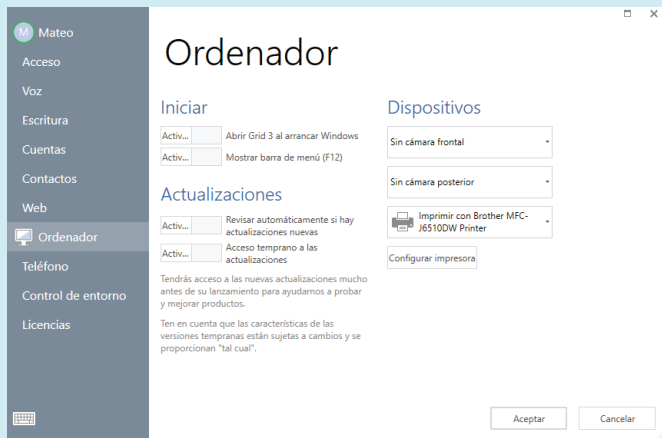 M Mateo
Acceso
Voz
Escritura
Cuentas
Contactos
Web
Ordenador
Teléfono
Control de entorno
Licencias
Ordenador
Iniciar
Activ... Abrir Grid 3 al arrancar Windows
Activ... Mostrar barra de menú (F12)
Actualizaciones
Activ... Revisar automáticamente si hay
actualizaciones nuevas
Activ... Acceso temprano a las
actualizaciones
Tendrás acceso a las nuevas actualizaciones mucho
antes de su lanzamiento para ayudarnos a probar
y mejorar productos.
Ten en cuenta que las características de las
versiones tempranas están sujetas a cambios y se
proporcionan "tal cual".
Dispositivos
Sin cámara frontal
Sin cámara posterior
Imprimir con Brother MFC-
J6510DW Printer
Configurar impresora
Aceptar
Cancelar